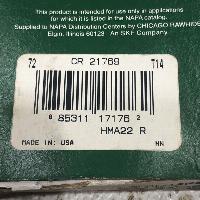 This product is intended for use only in applications
for which it is listed in the NAPA catalog.
Supplied to NAPA Distribution Centers by CHICAGO RAWHIDE
Elgin, Illinois 60123 An SKF Company
72 CR 21769 T14
8 85311 17176 2
HMA22 R
MADE IN: USA HN